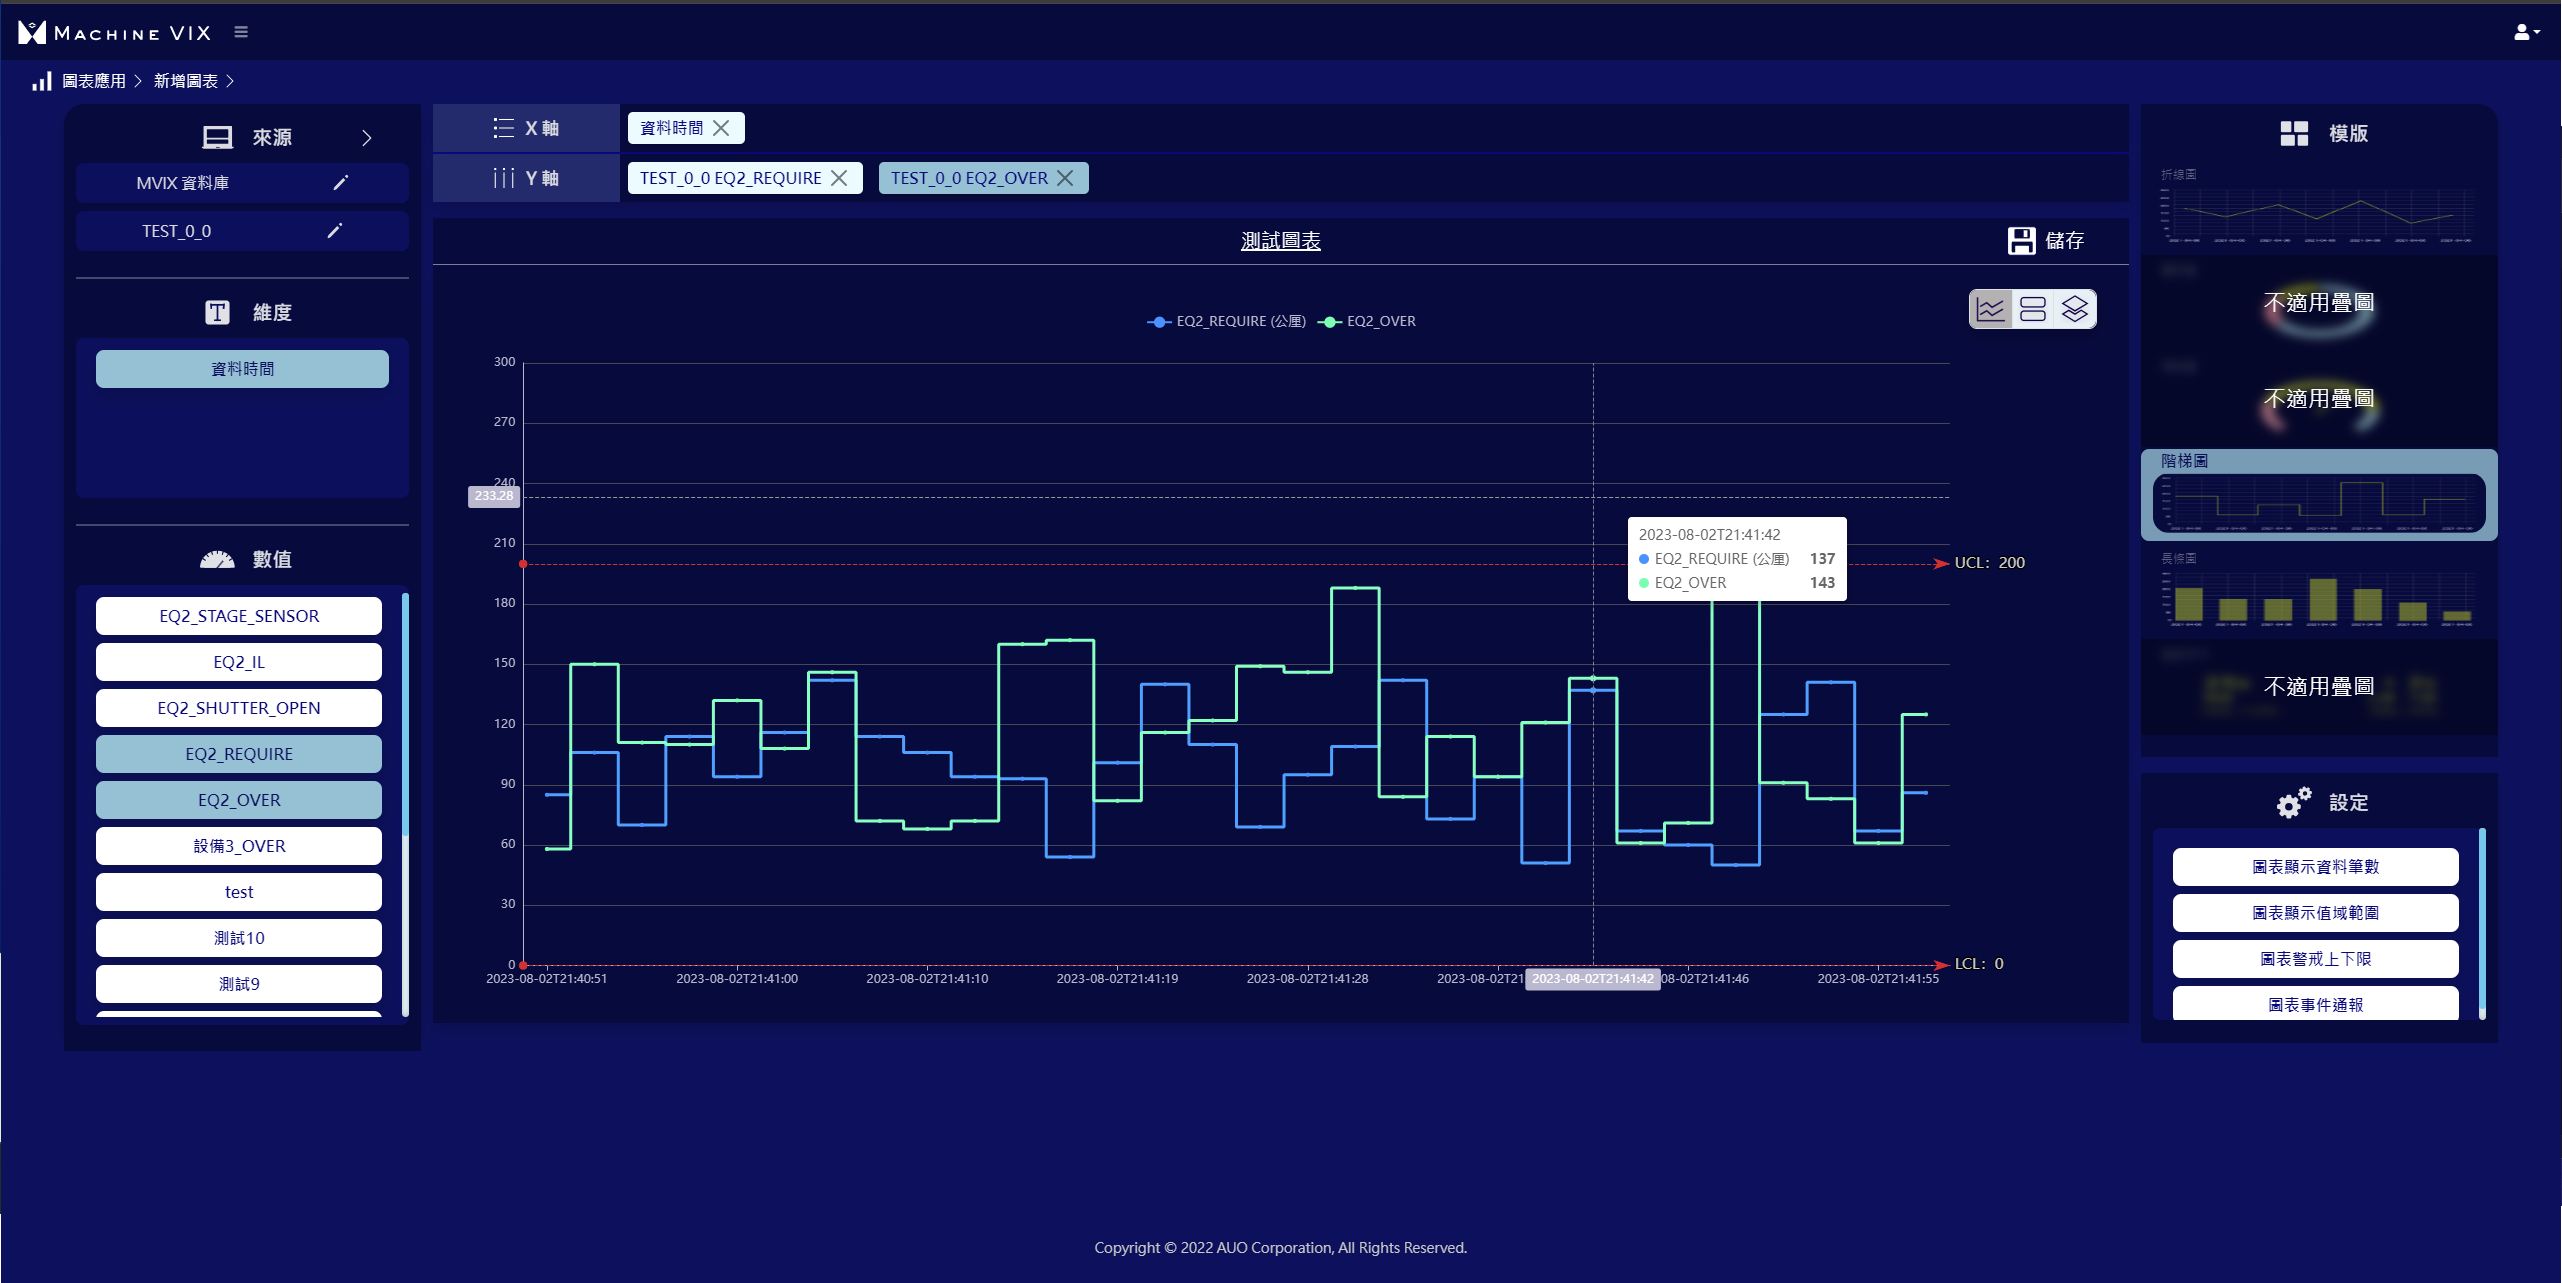 MACHINE VIX
圖表應用 > 新增圖表 >
來源
MVIX 資料庫
TEST_0_0
維度
資料時間
數值
EQ2_STAGE_SENSOR
EQ2_IL
EQ2_SHUTTER_OPEN
EQ2_REQUIRE
EQ2_OVER
設備3_OVER
test
測試10
測試9
X 軸
資料時間
Y 軸
TEST_0_0 EQ2_REQUIRE
TEST_0_0 EQ2_OVER
測試圖表
儲存
EQ2_REQUIRE (公厘) EQ2_OVER
300
270
240
233.28
210
180
150
120
90
60
30
0
UCL: 200
LCL: 0
2023-08-02T21:41:42
EQ2_REQUIRE (公厘) 137
EQ2_OVER 143
2023-08-02T21:40:51
2023-08-02T21:41:00
2023-08-02T21:41:10
2023-08-02T21:41:19
2023-08-02T21:41:28
2023-08-02T21
2023-08-02T21:41:42
08-02T21:41:46
2023-08-02T21:41:55
模版
折線圖
不適用疊圖
不適用疊圖
階梯圖
長條圖
不適用疊圖
設定
圖表顯示資料筆數
圖表顯示值域範圍
圖表警戒上下限
圖表事件通報
Copyright © 2022 AUO Corporation, All Rights Reserved.